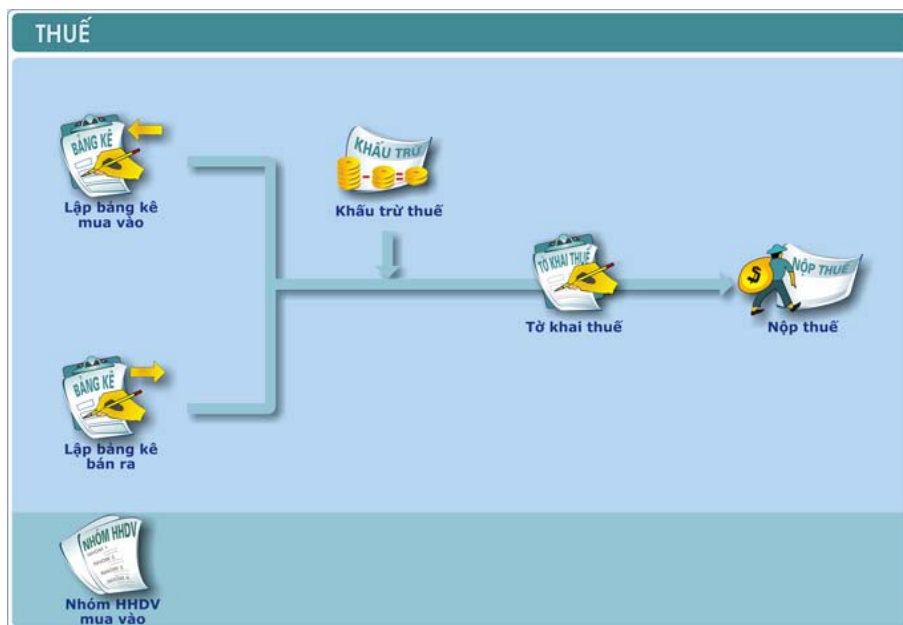 THUẾ
BẢNG KÊ
Lập bảng kê
mua vào
KHẤU TRỪ
Khấu trừ thuế
TỜ KHAI THUẾ
Tờ khai thuế
NỘP THUẾ
Nộp thuế
BẢNG KÊ
Lập bảng kê
bán ra
NHÓM HHDV
Nhóm HHDV
mua vào